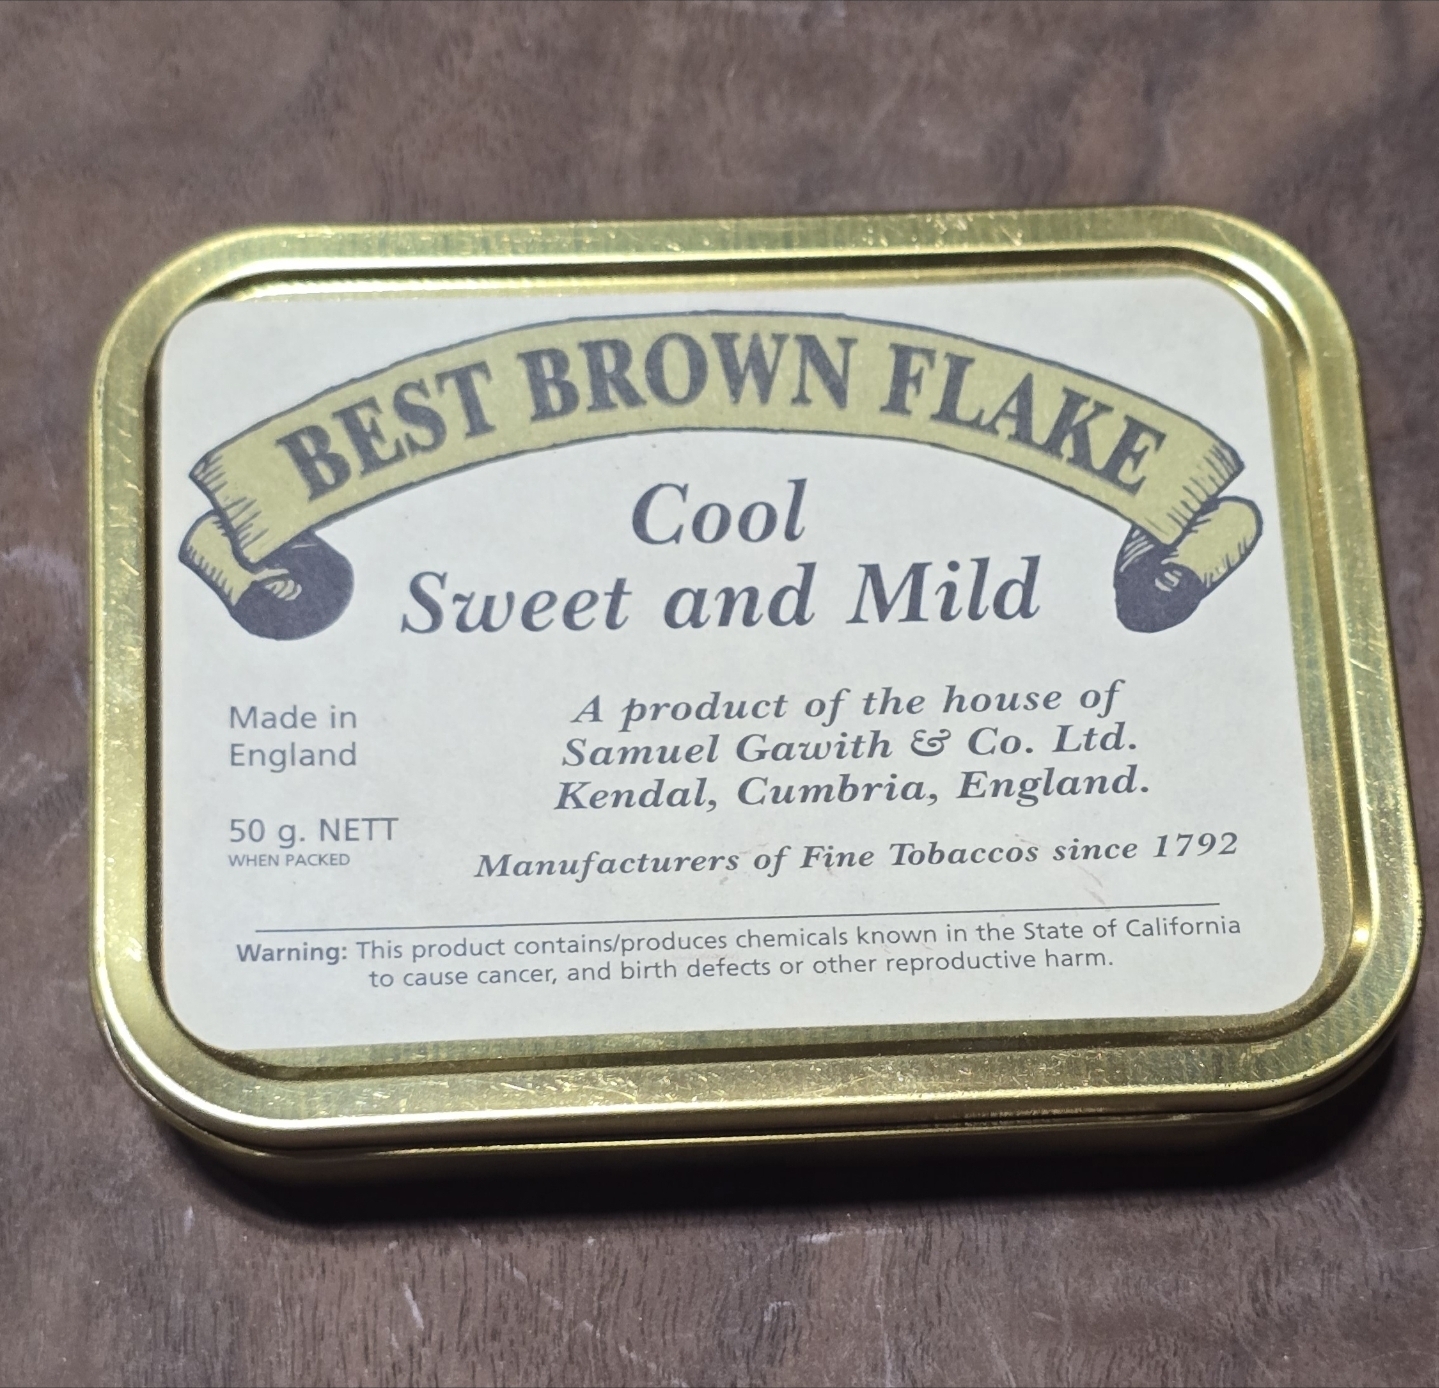 BEST BROWN FLAKE
Cool
Sweet and Mild
Made in
England
50 g. NETT
WHEN PACKED
A product of the house of
Samuel Gawith & Co. Ltd.
Kendal, Cumbria, England.
Manufacturers of Fine Tobaccos since 1792
Warning: This product contains/produces chemicals known in the State of California
to cause cancer, and birth defects or other reproductive harm.